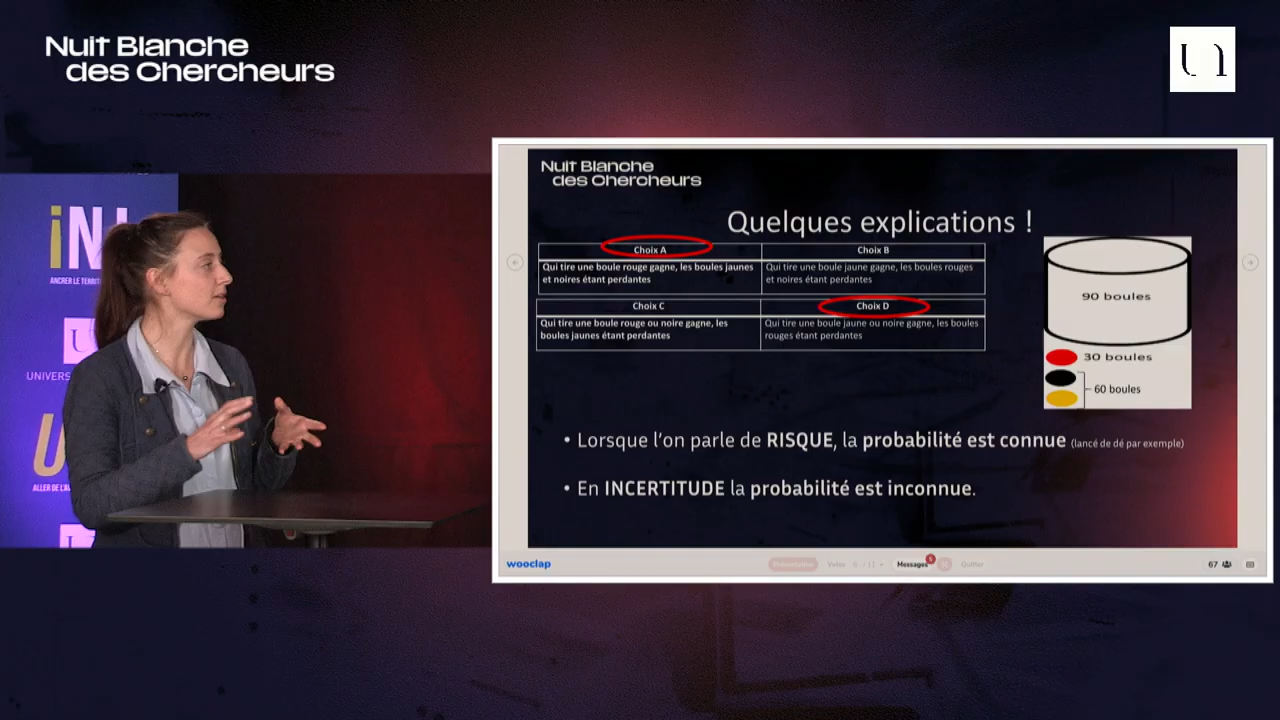 Nuit Blanche
des Chercheurs
iN
ANCRER LE TERRITO
U
UNIVERS
U
ALLER DE L'A
Nuit Blanche
des Chercheurs
Quelques explications !
Choix A
Choix B
Qui tire une boule rouge gagne, les boules jaunes
et noires étant perdantes
Qui tire une boule jaune gagne, les boules rouges
et noires étant perdantes
Choix C
Choix D
Qui tire une boule rouge ou noire gagne, les
boules jaunes étant perdantes
Qui tire une boule jaune ou noire gagne, les boules
rouges étant perdantes
90 boules
30 boules
60 boules
• Lorsque l'on parle de RISQUE, la probabilité est connue (lancé de dé par exemple)
• En INCERTITUDE la probabilité est inconnue.
wooclap
Présentation
Votes
Messages
Quitter
67